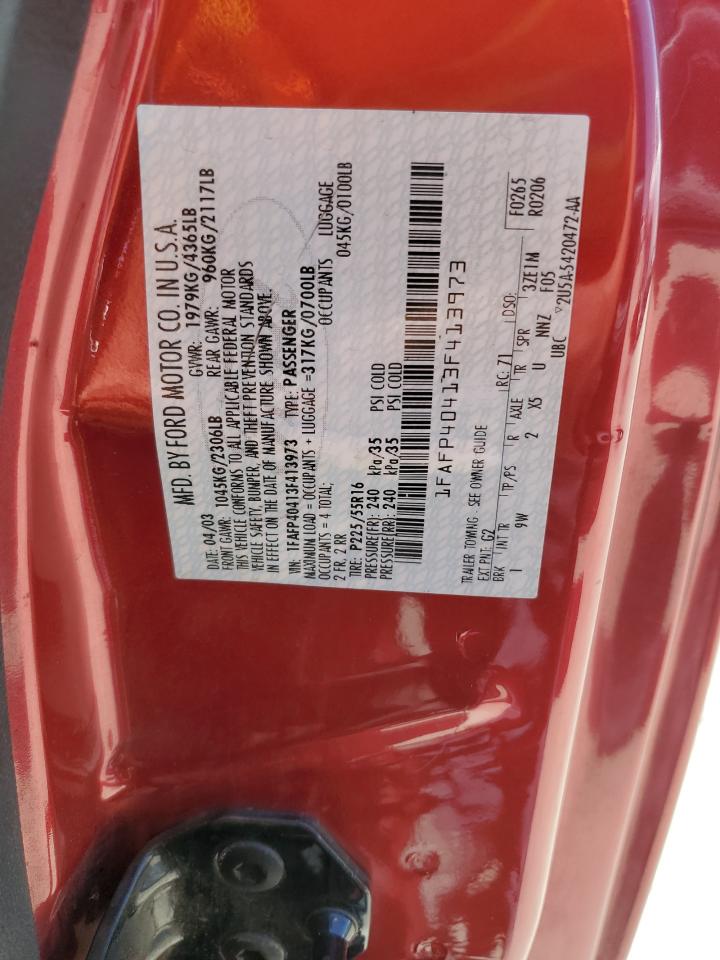 MFD. BY FORD MOTOR CO. IN U.S.A.
04/03 GVWR: 1979KG/4365LB
FRONT GAWR: 1045KG/2306LB REAR GAWR: 960KG/2117LB
THIS VEHICLE CONFORMS TO ALL APPLICABLE FEDERAL MOTOR
VEHICLE SAFETY, BUMPER, AND THEFT PREVENTION STANDARDS
IN EFFECT ON THE DATE OF MANUFACTURE SHOWN ABOVE.
VIN: 1FAFP40413F413973 TYPE: PASSENGER
MAXIMUM LOAD = OCCUPANTS + LUGGAGE =317KG/0700LB
OCCUPANTS = 4 TOTAL; OCCUPANTS LUGGAGE
2 FR, 2 RR 045KG/0100LB
TIRE: P225/55R16
PRESSURE(FR): 240 kPa/35 PSI COLD
PRESSURE(RR): 240 kPa/35 PSI COLD
1FAFP40413F413973
TRAILER TOWING - SEE OWNER GUIDE
EXT PNT: G2 RC: 71 DSO: F0265
BRK INT TR TP/PS R AXLE TR SPR 3ZE1M R0206
1 9W 2 X5 U NNZ F05
UBC ▽2U5A-5420472-AA